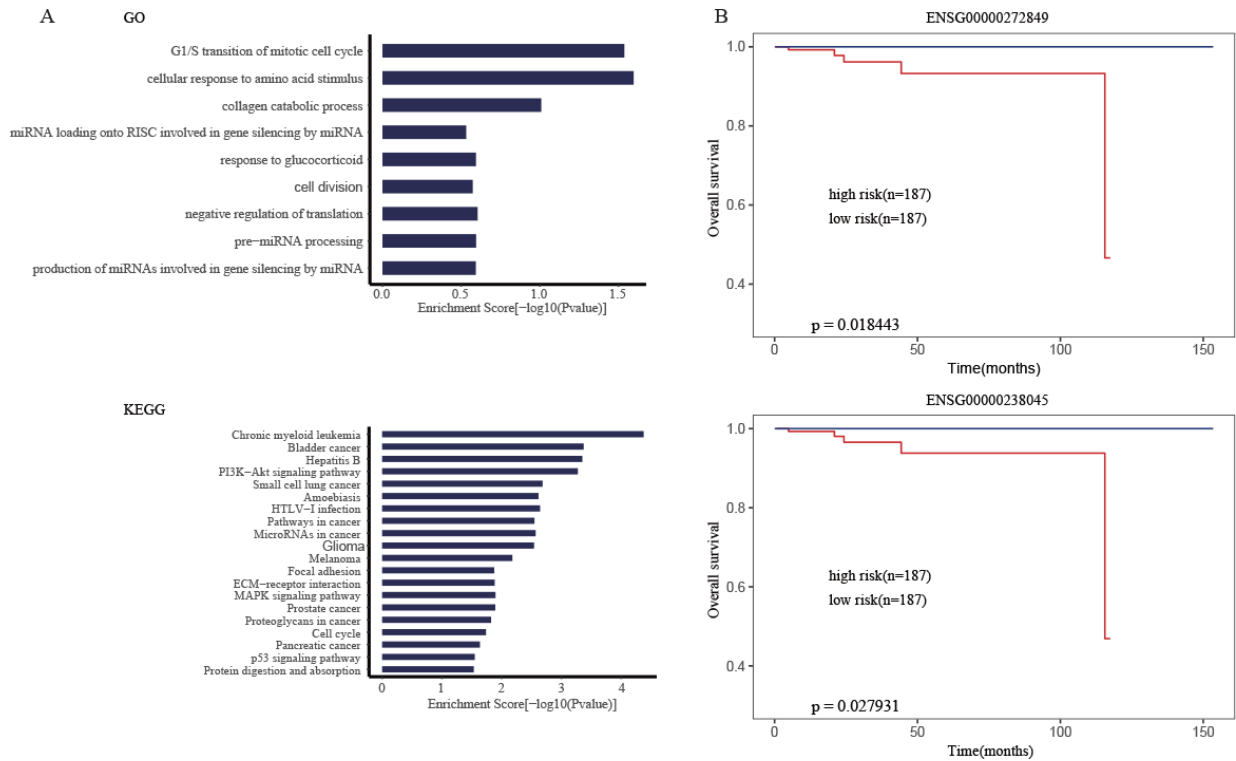 A
GO
G1/S transition of mitotic cell cycle
cellular response to amino acid stimulus
collagen catabolic process
miRNA loading onto RISC involved in gene silencing by miRNA
response to glucocorticoid
cell division
negative regulation of translation
pre−miRNA processing
production of miRNAs involved in gene silencing by miRNA
0.0 0.5 1.0 1.5
Enrichment Score[−log10(Pvalue)]
KEGG
Chronic myeloid leukemia
Bladder cancer
Hepatitis B
PI3K−Akt signaling pathway
Small cell lung cancer
Amoebiasis
HTLV−I infection
Pathways in cancer
MicroRNAs in cancer
Glioma
Melanoma
Focal adhesion
ECM−receptor interaction
MAPK signaling pathway
Prostate cancer
Proteoglycans in cancer
Cell cycle
Pancreatic cancer
p53 signaling pathway
Protein digestion and absorption
0 1 2 3 4
Enrichment Score[−log10(Pvalue)]
B
ENSG00000272849
Overall survival
1.0
0.8
0.6
0.4
high risk(n=187)
low risk(n=187)
p = 0.018443
0 50 100 150
Time(months)
ENSG00000238045
Overall survival
1.0
0.8
0.6
0.4
high risk(n=187)
low risk(n=187)
p = 0.027931
0 50 100 150
Time(months)